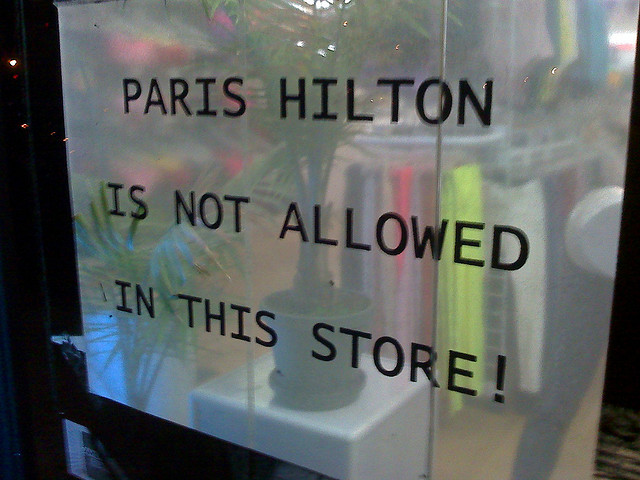 PARIS HILTON
IS NOT ALLOWED
IN THIS STORE!